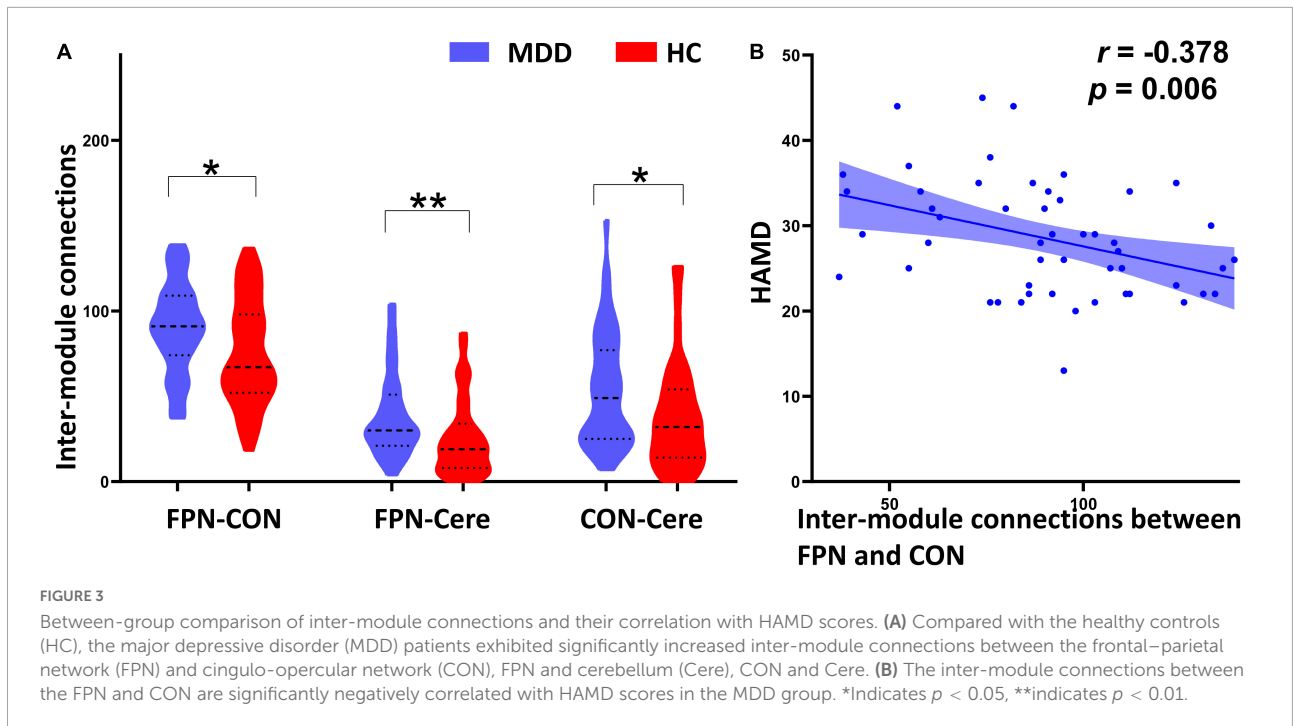 A
MDD
HC
Inter-module connections
200
100
0
*
**
*
FPN-CON
FPN-Cere
CON-Cere
B
r = -0.378
p = 0.006
HAMD
50
40
30
20
10
0
50
100
Inter-module connections between
FPN and CON
FIGURE 3
Between-group comparison of inter-module connections and their correlation with HAMD scores. (A) Compared with the healthy controls
(HC), the major depressive disorder (MDD) patients exhibited significantly increased inter-module connections between the frontal–parietal
network (FPN) and cingulo-opercular network (CON), FPN and cerebellum (Cere), CON and Cere. (B) The inter-module connections between
the FPN and CON are significantly negatively correlated with HAMD scores in the MDD group. *Indicates p < 0.05, **indicates p < 0.01.